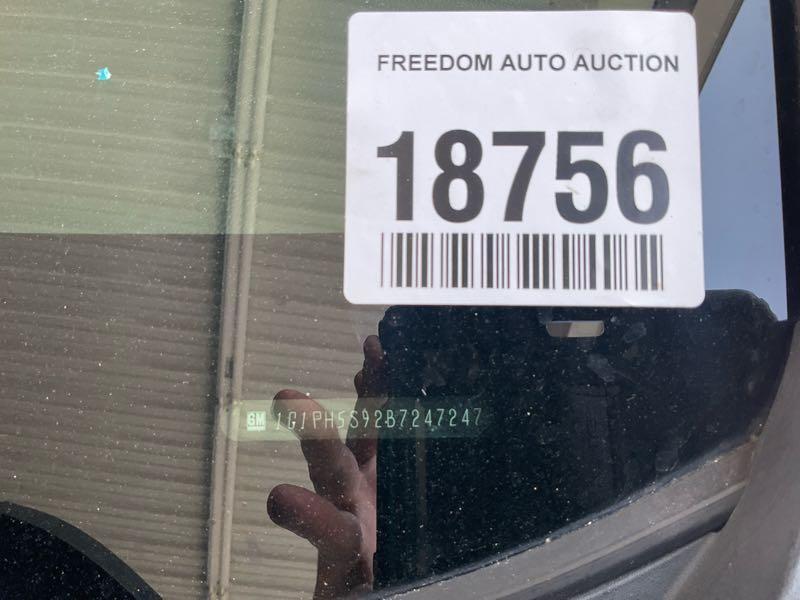 FREEDOM AUTO AUCTION
18756
GM 1G1PH5S92B7247247